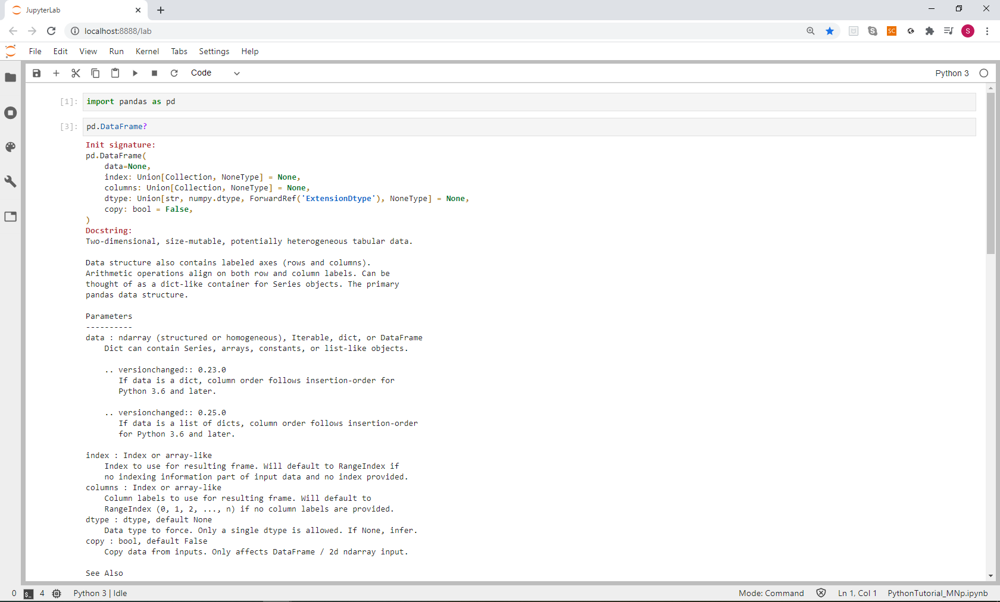 JupyterLab
localhost:8888/lab
SC
S
File Edit View Run Kernel Tabs Settings Help
Code
Python 3
[1]: import pandas as pd
[3]: pd.DataFrame?
Init signature:
pd.DataFrame(
    data=None,
    index: Union[Collection, NoneType] = None,
    columns: Union[Collection, NoneType] = None,
    dtype: Union[str, numpy.dtype, ForwardRef('ExtensionDtype'), NoneType] = None,
    copy: bool = False,
)
Docstring:
Two-dimensional, size-mutable, potentially heterogeneous tabular data.
Data structure also contains labeled axes (rows and columns).
Arithmetic operations align on both row and column labels. Can be
thought of as a dict-like container for Series objects. The primary
pandas data structure.
Parameters
----------
data : ndarray (structured or homogeneous), Iterable, dict, or DataFrame
    Dict can contain Series, arrays, constants, or list-like objects.
    .. versionchanged:: 0.23.0
       If data is a dict, column order follows insertion-order for
       Python 3.6 and later.
    .. versionchanged:: 0.25.0
       If data is a list of dicts, column order follows insertion-order
       for Python 3.6 and later.
index : Index or array-like
    Index to use for resulting frame. Will default to RangeIndex if
    no indexing information part of input data and no index provided.
columns : Index or array-like
    Column labels to use for resulting frame. Will default to
    RangeIndex (0, 1, 2, ..., n) if no column labels are provided.
dtype : dtype, default None
    Data type to force. Only a single dtype is allowed. If None, infer.
copy : bool, default False
    Copy data from inputs. Only affects DataFrame / 2d ndarray input.
See Also
0 $_ 4 Python 3 | Idle Mode: Command Ln 1, Col 1 PythonTutorial_MNp.ipynb